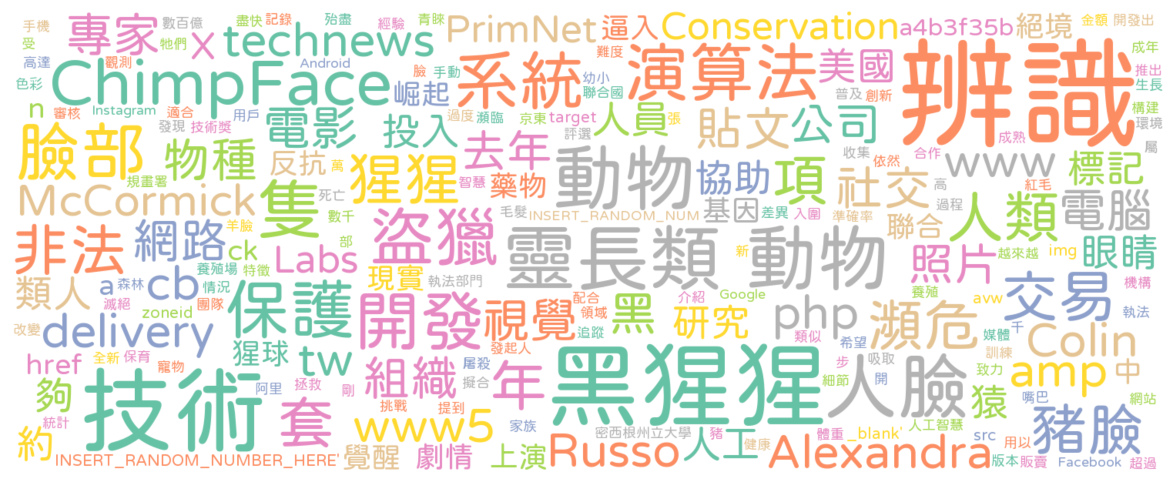 手機
受
高達
色彩
n
專家
牠們
觀測
審核
數百億
X
盡快
記錄
殆盡
經驗
青睞
technews
Android
臉
手動
ChimpFace
Instagram
適合
用戶
發現
技術獎
電影
崛起
投入
PrimNet
逼入
Conservation
a4b3f35b
絕境
金額
開發出
難度
系統
演算法
美國
辨識
成年
推出
生長
構建
環境
屬
幼小
聯合國
普及
創新
過度
瀕臨
京東
target
人員
張
貼文
公司
成熟
臉部
物種
規畫署
反抗
萬
猩猩
智慧
去年
評選
動物
協助
項
收集
依然
合作
www
標記
McCormick
羊臉
隻
死亡
數千
部
藥物
毛髮
INSERT_RANDOM_NUM
基因
差異
入圍
準確率
社交
聯合
高
過程
紅毛
人類
電腦
非法
網路
養殖場
特徵
ck
Labs
盜獵
現實
執法部門
靈長類 動物
新
照片
越來越
img
眼睛
類人
滅絕
a
森林
cb
情況
團隊
zoneid
保護
開發
視覺
配合
領域
追蹤
黑
介紹
Google
研究
php
類似
養殖
瀕危
avw
媒體
千
交易
機構
執法
改變
delivery
全新
保育
寵物
猩球
阿里
tw
拯救
剛
組織
屠殺
擬合
發起人
年
黑猩猩
人臉
希望
步
吸取
細節
開
訓練
致力
Colin
amp
中
href
夠
統計
約
技術
套
挑戰
提到
www5
家族
密西根州立大學
豬
人工
健康
體重
_blank'
人工智慧
猿
嘴巴
網站
豬臉
INSERT_RANDOM_NUMBER_HERE'
覺醒
劇情
上演
Russo
Alexandra
src
用以
版本
販賣
Facebook
超過